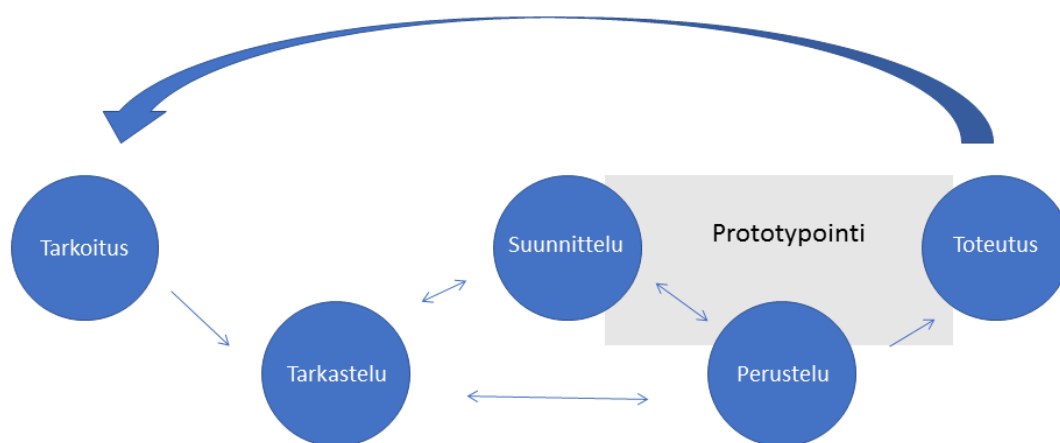 Tarkoitus
Tarkastelu
Suunnittelu
Prototypointi
Perustelu
Toteutus